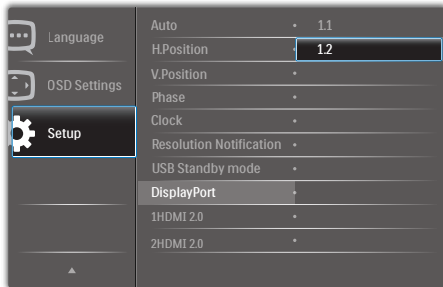 Language
OSD Settings
Setup
Auto
H.Position
V.Position
Phase
Clock
Resolution Notification
USB Standby mode
DisplayPort
1HDMI 2.0
2HDMI 2.0
1.1
1.2